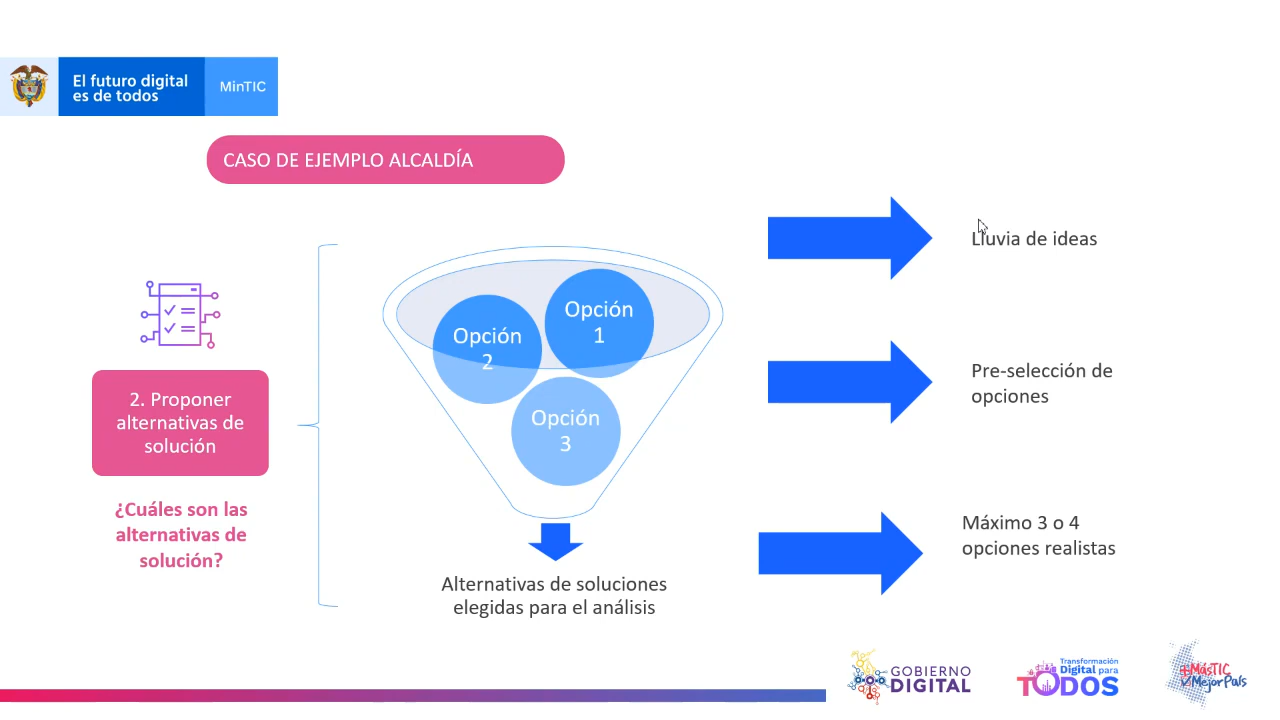 El futuro digital
es de todos
MinTIC
CASO DE EJEMPLO ALCALDÍA
2. Proponer
alternativas de
solución
¿Cuáles son las
alternativas de
solución?
Opción
1
Opción
2
Opción
3
Alternativas de soluciones
elegidas para el análisis
Lluvia de ideas
Pre-selección de
opciones
Máximo 3 o 4
opciones realistas
GOBIERNO
DIGITAL
Transformación
Digital para
TODOS
+MásTIC
MejorPaís